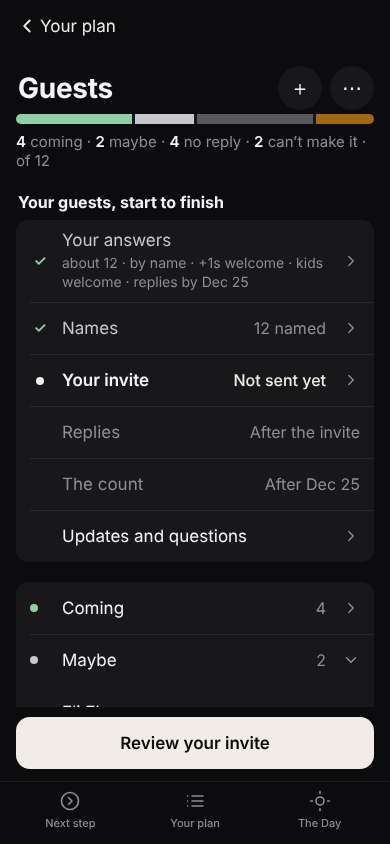 Your plan
Guests
4 coming · 2 maybe · 4 no reply · 2 can’t make it ·
of 12
Your guests, start to finish
Your answers
about 12 · by name · +1s welcome · kids
welcome · replies by Dec 25
Names 12 named
Your invite Not sent yet
Replies After the invite
The count After Dec 25
Updates and questions
Coming 4
Maybe 2
Review your invite
Next step Your plan The Day